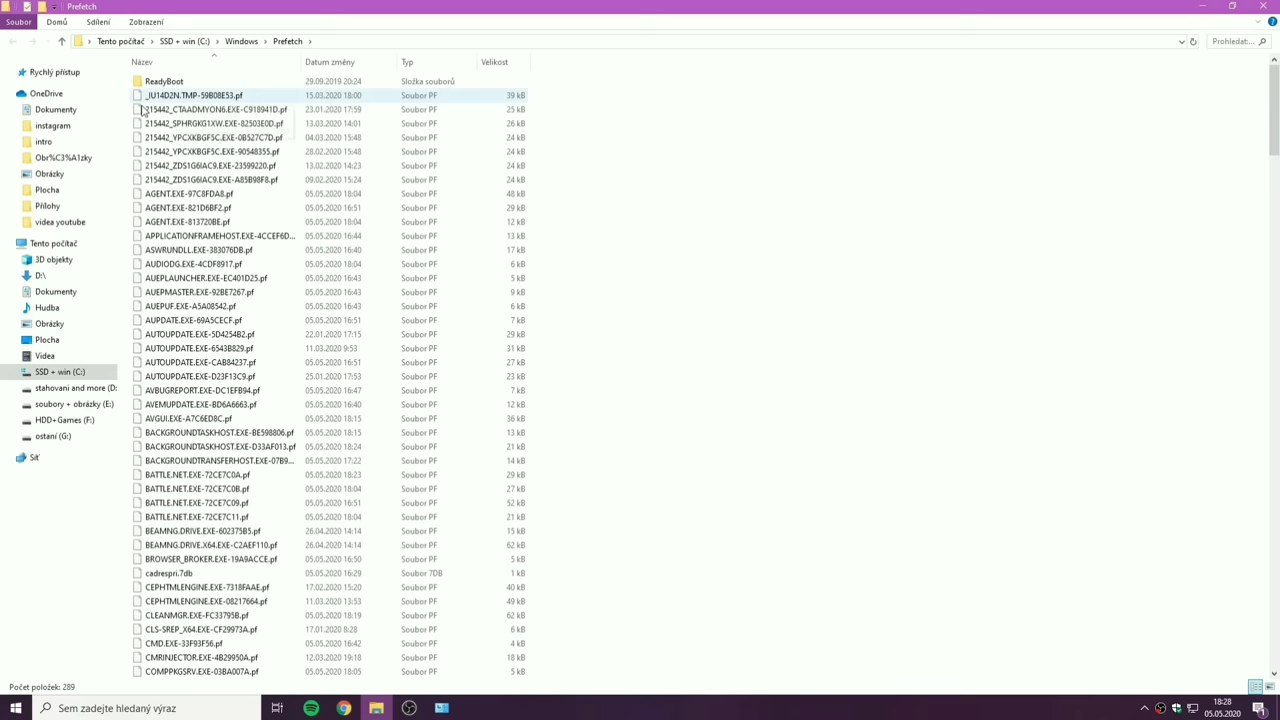 Prefetch
Soubor Domů Sdílení Zobrazení
Tento počítač > SSD + win (C:) > Windows > Prefetch >
Prohledat:...
Název Datum změny Typ Velikost
Rychlý přístup
OneDrive
Dokumenty
instagram
intro
Obr%C3%A1zky
Obrázky
Plocha
Přílohy
videa youtube
Tento počítač
3D objekty
D:\
Dokumenty
Hudba
Obrázky
Plocha
Videa
SSD + win (C:)
stahovani and more (D:
soubory + obrázky (E:)
HDD+Games (F:)
ostaní (G:)
Síť
ReadyBoot 29.09.2019 20:24 Složka souborů
_IU14D2N.TMP-59B08E53.pf 15.03.2020 18:00 Soubor PF 39 kB
215442_CTAADMYON6.EXE-C918941D.pf 23.01.2020 17:59 Soubor PF 25 kB
215442_SPHRGKG1XW.EXE-82503E0D.pf 13.03.2020 14:01 Soubor PF 26 kB
215442_YPCXKBGF5C.EXE-0B527C7D.pf 04.03.2020 15:48 Soubor PF 24 kB
215442_YPCXKBGF5C.EXE-90548355.pf 28.02.2020 15:48 Soubor PF 24 kB
215442_ZDS1G6IAC9.EXE-23599220.pf 13.02.2020 14:23 Soubor PF 24 kB
215442_ZDS1G6IAC9.EXE-A85B98F8.pf 09.02.2020 15:24 Soubor PF 24 kB
AGENT.EXE-97C8FDA8.pf 05.05.2020 18:04 Soubor PF 48 kB
AGENT.EXE-821D6BF2.pf 05.05.2020 16:51 Soubor PF 29 kB
AGENT.EXE-813720BE.pf 05.05.2020 18:04 Soubor PF 12 kB
APPLICATIONFRAMEHOST.EXE-4CCEF6D... 05.05.2020 16:44 Soubor PF 13 kB
ASWRUNDLL.EXE-383076DB.pf 05.05.2020 16:40 Soubor PF 17 kB
AUDIODG.EXE-4CDF8917.pf 05.05.2020 18:04 Soubor PF 6 kB
AUEPLAUNCHER.EXE-EC401D25.pf 05.05.2020 16:43 Soubor PF 5 kB
AUEPMASTER.EXE-92BE7267.pf 05.05.2020 16:43 Soubor PF 9 kB
AUEPUF.EXE-A5A08542.pf 05.05.2020 16:43 Soubor PF 6 kB
AUPDATE.EXE-69A5CECF.pf 05.05.2020 16:51 Soubor PF 7 kB
AUTOUPDATE.EXE-5D4254B2.pf 22.01.2020 17:15 Soubor PF 29 kB
AUTOUPDATE.EXE-6543B829.pf 11.03.2020 9:53 Soubor PF 31 kB
AUTOUPDATE.EXE-CAB84237.pf 05.05.2020 16:51 Soubor PF 27 kB
AUTOUPDATE.EXE-D23F13C9.pf 25.01.2020 17:53 Soubor PF 23 kB
AVBUGREPORT.EXE-DC1EFB94.pf 05.05.2020 16:47 Soubor PF 7 kB
AVEMUPDATE.EXE-BD6A6663.pf 05.05.2020 16:40 Soubor PF 12 kB
AVGUI.EXE-A7C6ED8C.pf 05.05.2020 18:15 Soubor PF 36 kB
BACKGROUNDTASKHOST.EXE-BE598806.pf 05.05.2020 18:15 Soubor PF 13 kB
BACKGROUNDTASKHOST.EXE-D33AF013.pf 05.05.2020 18:24 Soubor PF 21 kB
BACKGROUNDTRANSFERHOST.EXE-07B9... 05.05.2020 17:22 Soubor PF 14 kB
BATTLE.NET.EXE-72CE7C0A.pf 05.05.2020 18:23 Soubor PF 29 kB
BATTLE.NET.EXE-72CE7C0B.pf 05.05.2020 18:04 Soubor PF 27 kB
BATTLE.NET.EXE-72CE7C09.pf 05.05.2020 16:51 Soubor PF 52 kB
BATTLE.NET.EXE-72CE7C11.pf 05.05.2020 18:04 Soubor PF 21 kB
BEAMNG.DRIVE.EXE-602375B5.pf 26.04.2020 14:14 Soubor PF 15 kB
BEAMNG.DRIVE.X64.EXE-C2AEF110.pf 26.04.2020 14:14 Soubor PF 62 kB
BROWSER_BROKER.EXE-19A9ACCE.pf 05.05.2020 16:50 Soubor PF 5 kB
cadrespri.7db 05.05.2020 16:29 Soubor 7DB 1 kB
CEPHTMLENGINE.EXE-7318FAAE.pf 17.02.2020 15:20 Soubor PF 40 kB
CEPHTMLENGINE.EXE-08217664.pf 11.03.2020 13:53 Soubor PF 49 kB
CLEANMGR.EXE-FC33795B.pf 05.05.2020 18:19 Soubor PF 62 kB
CLS-SREP_X64.EXE-CF29973A.pf 17.01.2020 8:28 Soubor PF 6 kB
CMD.EXE-33F93F56.pf 05.05.2020 16:42 Soubor PF 4 kB
CMRINJECTOR.EXE-4B29950A.pf 12.03.2020 19:18 Soubor PF 18 kB
COMPPKGSRV.EXE-03BA007A.pf 05.05.2020 18:05 Soubor PF 5 kB
Počet položek: 289
Sem zadejte hledaný výraz
18:28
05.05.2020